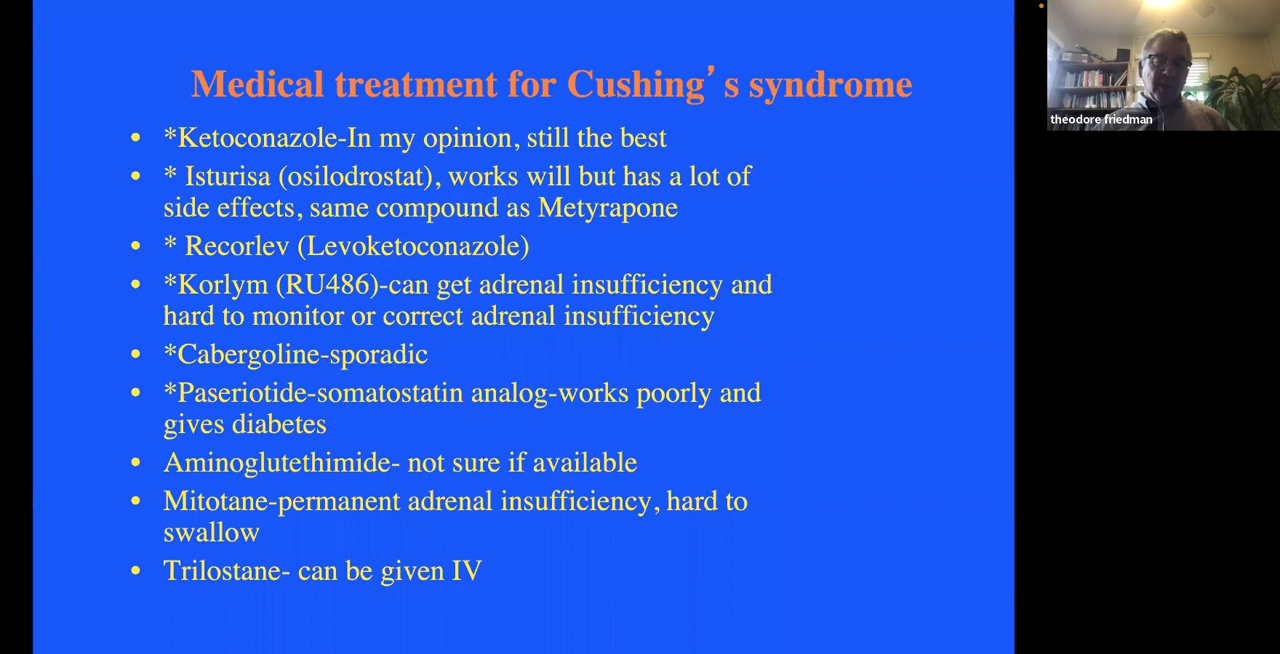 Medical treatment for Cushing’s syndrome
• *Ketoconazole-In my opinion, still the best
• * Isturisa (osilodrostat), works will but has a lot of
side effects, same compound as Metyrapone
• * Recorlev (Levoketoconazole)
• *Korlym (RU486)-can get adrenal insufficiency and
hard to monitor or correct adrenal insufficiency
• *Cabergoline-sporadic
• *Paseriotide-somatostatin analog-works poorly and
gives diabetes
• Aminoglutethimide- not sure if available
• Mitotane-permanent adrenal insufficiency, hard to
swallow
• Trilostane- can be given IV
theodore friedman